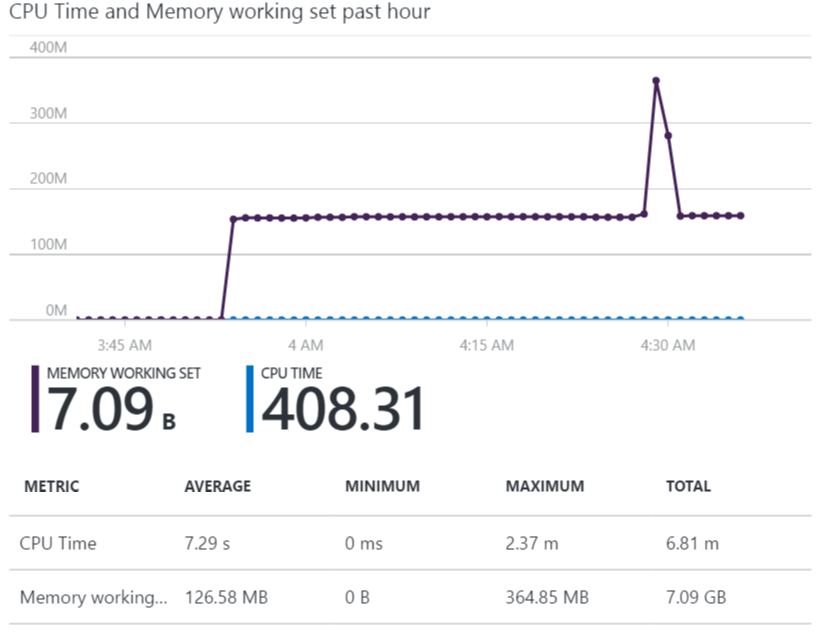 CPU Time and Memory working set past hour
400M
300M
200M
100M
0M
3:45 AM 4 AM 4:15 AM 4:30 AM
MEMORY WORKING SET CPU TIME
7.09 B 408.31
METRIC AVERAGE MINIMUM MAXIMUM TOTAL
CPU Time 7.29 s 0 ms 2.37 m 6.81 m
Memory working... 126.58 MB 0 B 364.85 MB 7.09 GB